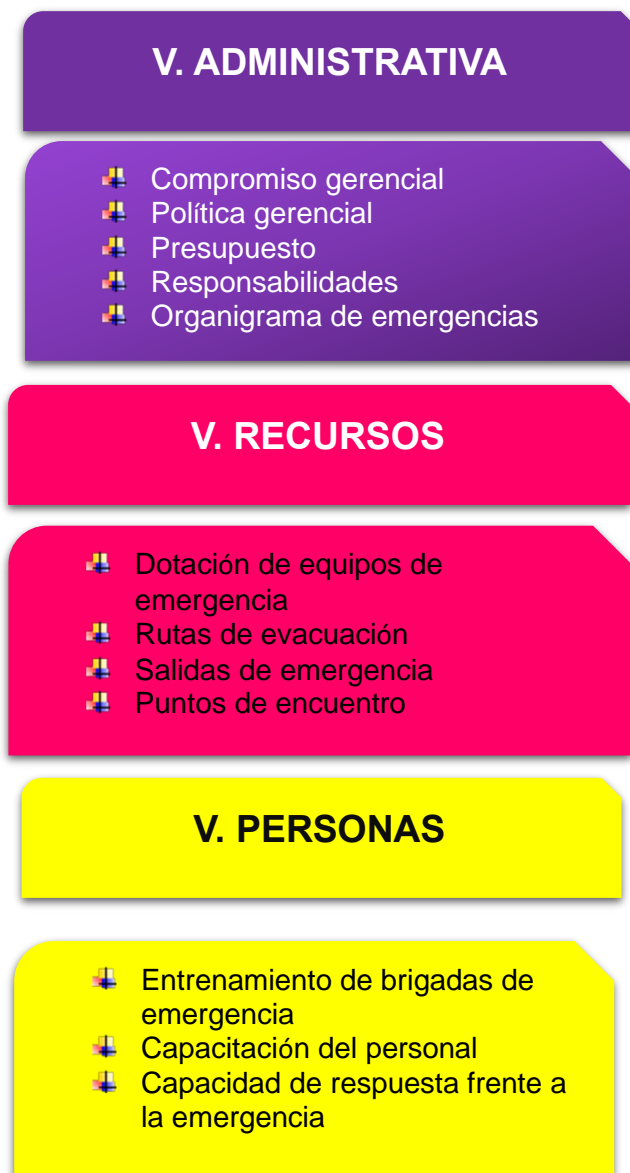 V. ADMINISTRATIVA
Compromiso gerencial
Política gerencial
Presupuesto
Responsabilidades
Organigrama de emergencias
V. RECURSOS
Dotación de equipos de
emergencia
Rutas de evacuación
Salidas de emergencia
Puntos de encuentro
V. PERSONAS
Entrenamiento de brigadas de
emergencia
Capacitación del personal
Capacidad de respuesta frente a
la emergencia